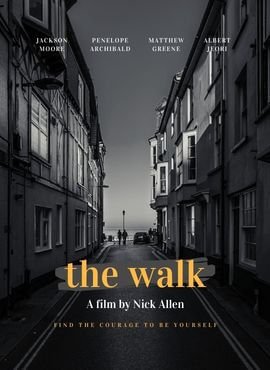 JACKSON MOORE
PENELOPE ARCHIBALD
MATTHEW GREENE
ALBERT JEORI
the walk
A film by Nick Allen
FIND THE COURAGE TO BE YOURSELF